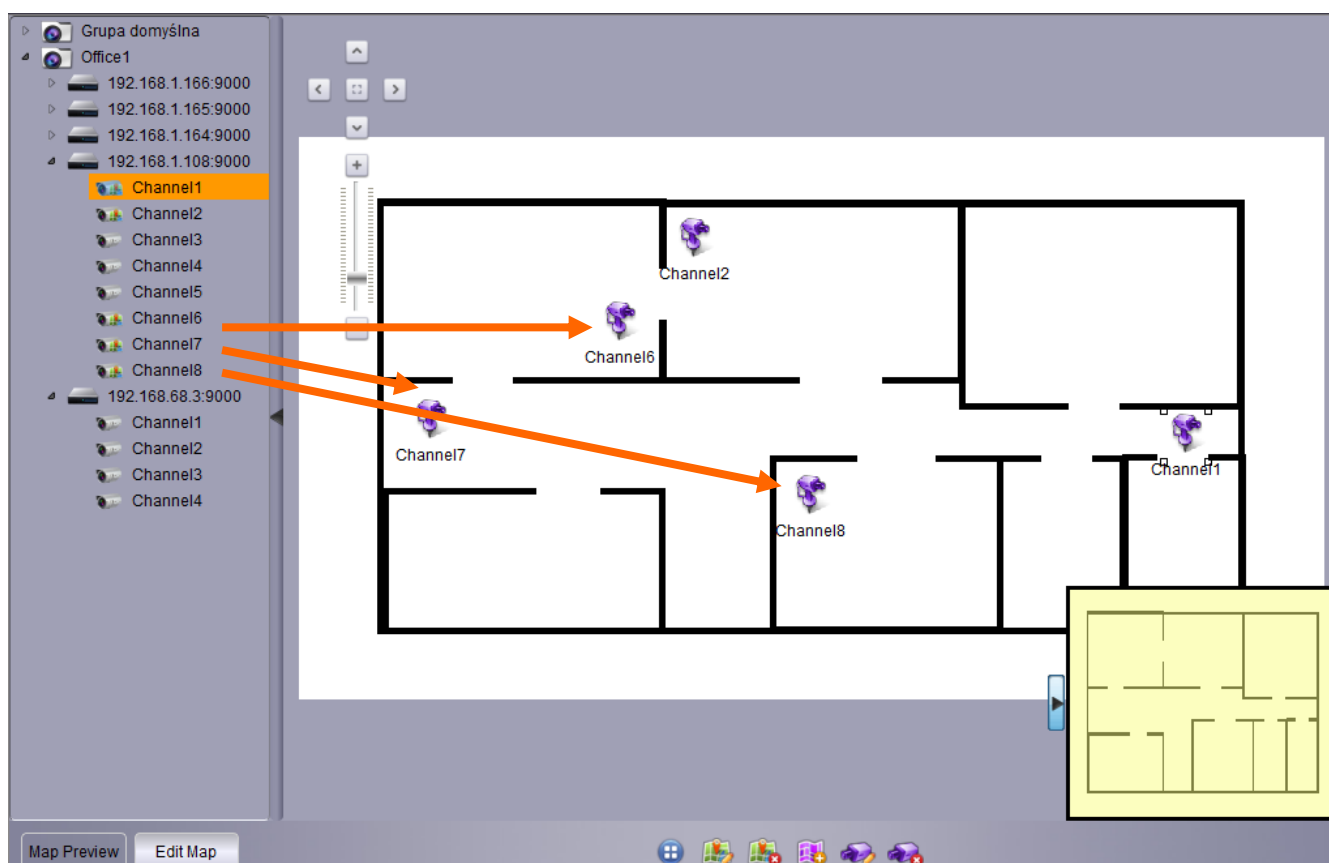 Grupa domyślna
Office1
192.168.1.166:9000
192.168.1.165:9000
192.168.1.164:9000
192.168.1.108:9000
Channel1
Channel2
Channel3
Channel4
Channel5
Channel6
Channel7
Channel8
192.168.68.3:9000
Channel1
Channel2
Channel3
Channel4
Channel2
Channel6
Channel7
Channel1
Channel8
Map Preview
Edit Map